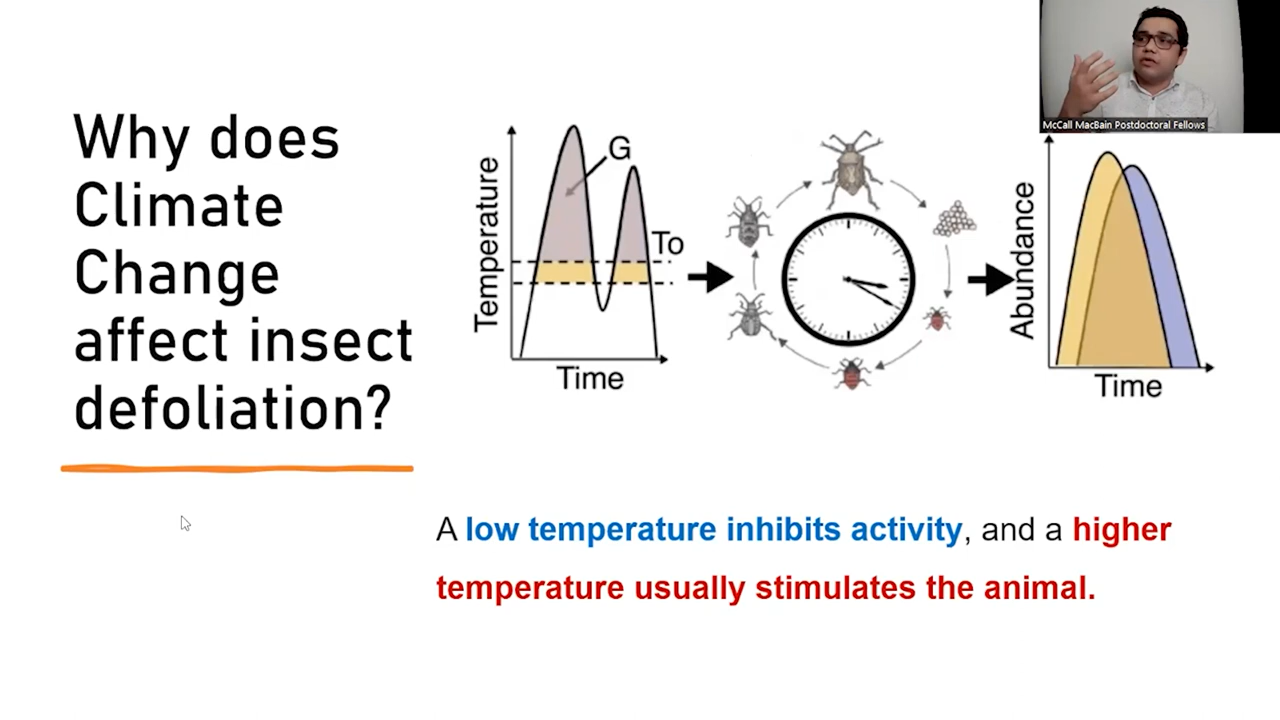 Why does
Climate
Change
affect insect
defoliation?
Temperature
G
To
Time
Abundance
Time
McCall MacBain Postdoctoral Fellows
A low temperature inhibits activity, and a higher
temperature usually stimulates the animal.